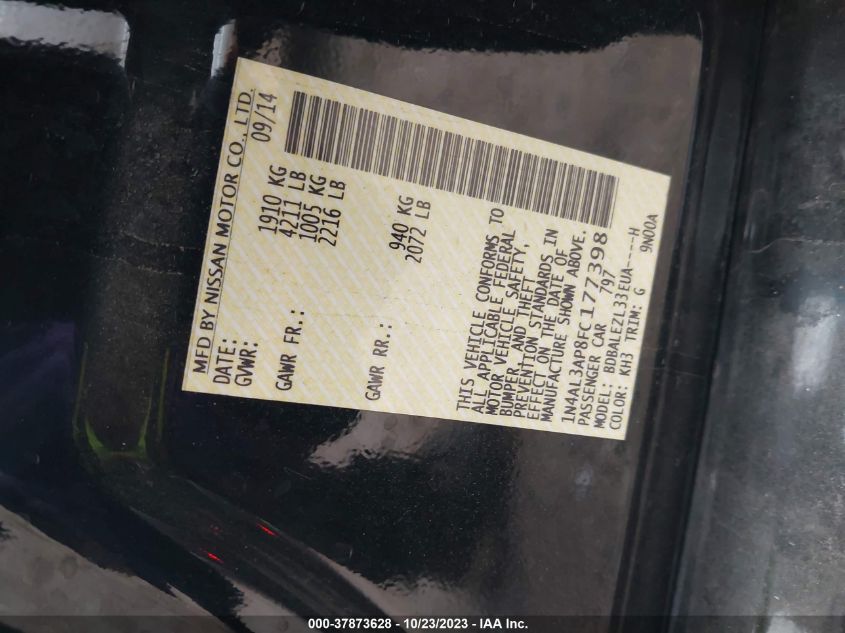 MFD BY NISSAN MOTOR CO., LTD.
DATE: 09/14
GVWR: 1910 KG
4211 LB
GAWR FR.: 1005 KG
2216 LB
GAWR RR.: 940 KG
2072 LB
THIS VEHICLE CONFORMS TO
ALL APPLICABLE FEDERAL
MOTOR VEHICLE SAFETY,
BUMPER, AND THEFT
PREVENTION STANDARDS IN
EFFECT ON THE DATE OF
MANUFACTURE SHOWN ABOVE.
1N4AL3AP8FC177398
PASSENGER CAR 797
MODEL: BDBALEZL33EUA----H
COLOR: KH3 TRIM: G 9N00A
000-37873628 - 10/23/2023 - IAA Inc.